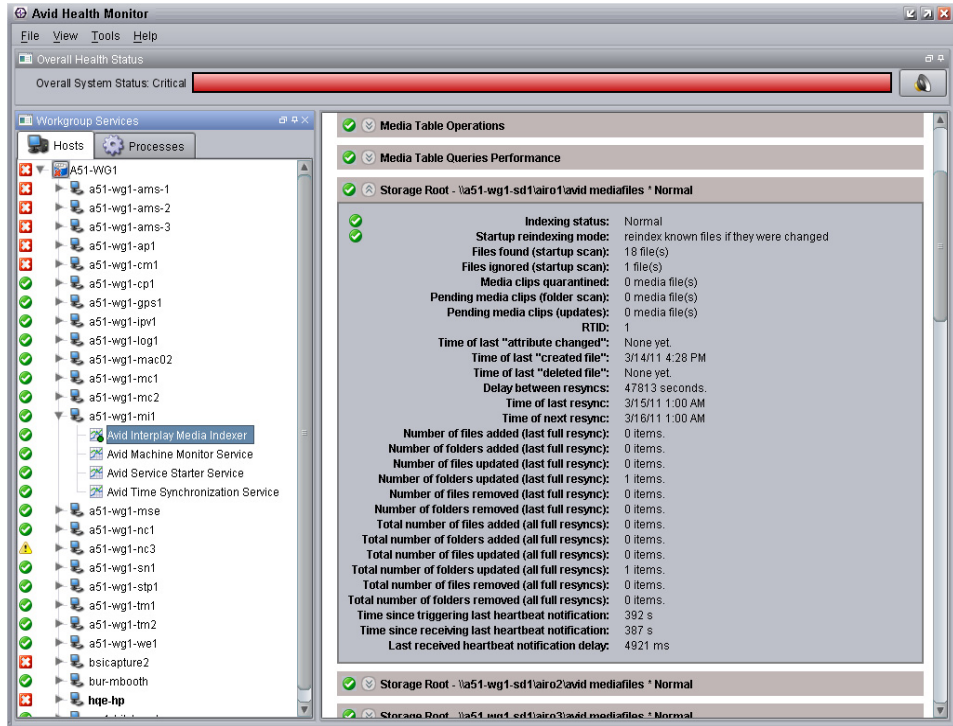 Avid Health Monitor
File View Tools Help
Overall Health Status
Overall System Status: Critical
Workgroup Services
Hosts Processes
A51-WG1
a51-wg1-ams-1
a51-wg1-ams-2
a51-wg1-ams-3
a51-wg1-ap1
a51-wg1-cm1
a51-wg1-cp1
a51-wg1-gps1
a51-wg1-ipv1
a51-wg1-log1
a51-wg1-mac02
a51-wg1-mc1
a51-wg1-mc2
a51-wg1-mi1
Avid Interplay Media Indexer
Avid Machine Monitor Service
Avid Service Starter Service
Avid Time Synchronization Service
a51-wg1-mse
a51-wg1-nc1
a51-wg1-nc3
a51-wg1-sn1
a51-wg1-stp1
a51-wg1-tm1
a51-wg1-tm2
a51-wg1-we1
bsicapture2
bur-mbooth
hqe-hp
Media Table Operations
Media Table Queries Performance
Storage Root - \\a51-wg1-sd1\airo1\avid mediafiles * Normal
Indexing status: Normal
Startup reindexing mode: reindex known files if they were changed
Files found (startup scan): 18 file(s)
Files ignored (startup scan): 1 file(s)
Media clips quarantined: 0 media file(s)
Pending media clips (folder scan): 0 media file(s)
Pending media clips (updates): 0 media file(s)
RTID: 1
Time of last "attribute changed": None yet.
Time of last "created file": 3/14/11 4:28 PM
Time of last "deleted file": None yet.
Delay between resyncs: 47813 seconds.
Time of last resync: 3/15/11 1:00 AM
Time of next resync: 3/16/11 1:00 AM
Number of files added (last full resync): 0 items.
Number of folders added (last full resync): 0 items.
Number of files updated (last full resync): 0 items.
Number of folders updated (last full resync): 1 items.
Number of files removed (last full resync): 0 items.
Number of folders removed (last full resync): 0 items.
Total number of files added (all full resyncs): 0 items.
Total number of folders added (all full resyncs): 0 items.
Total number of files updated (all full resyncs): 0 items.
Total number of folders updated (all full resyncs): 1 items.
Total number of files removed (all full resyncs): 0 items.
Total number of folders removed (all full resyncs): 0 items.
Time since triggering last heartbeat notification: 392 s
Time since receiving last heartbeat notification: 387 s
Last received heartbeat notification delay: 4921 ms
Storage Root - \\a51-wg1-sd1\airo2\avid mediafiles * Normal
Storage Root - \\a51-wg1-sd1\airo3\avid mediafiles * Normal